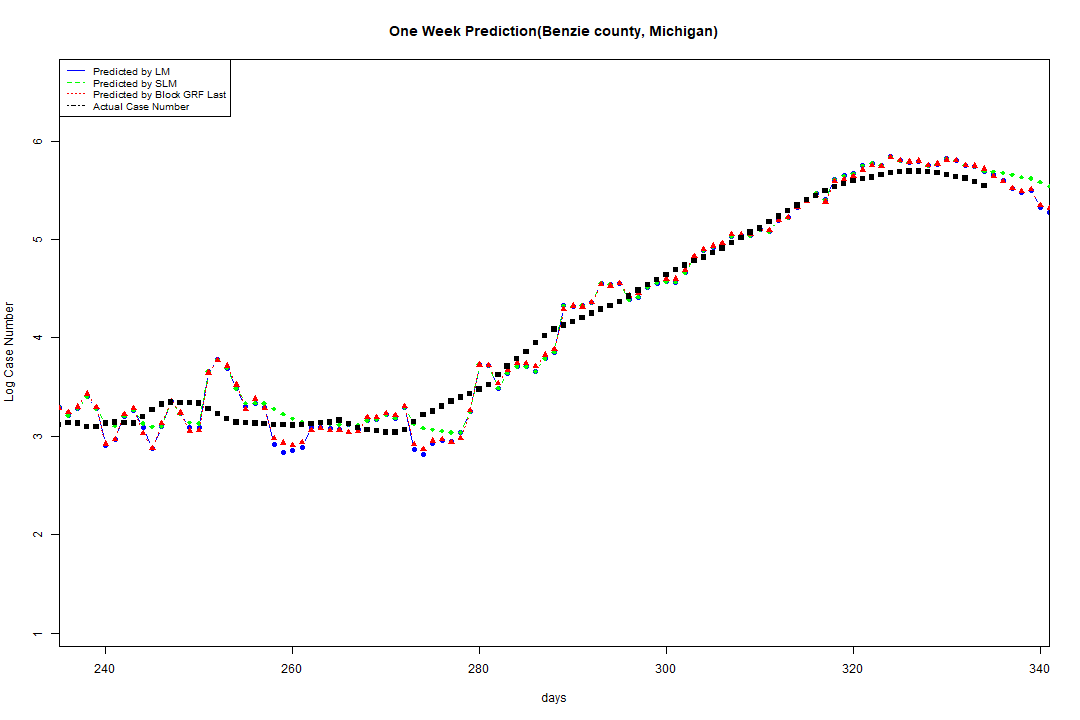 One Week Prediction(Benzie county, Michigan)
Predicted by LM
Predicted by SLM
Predicted by Block GRF Last
Actual Case Number
6
5
4
3
2
1
Log Case Number
240 260 280 300 320 340
days